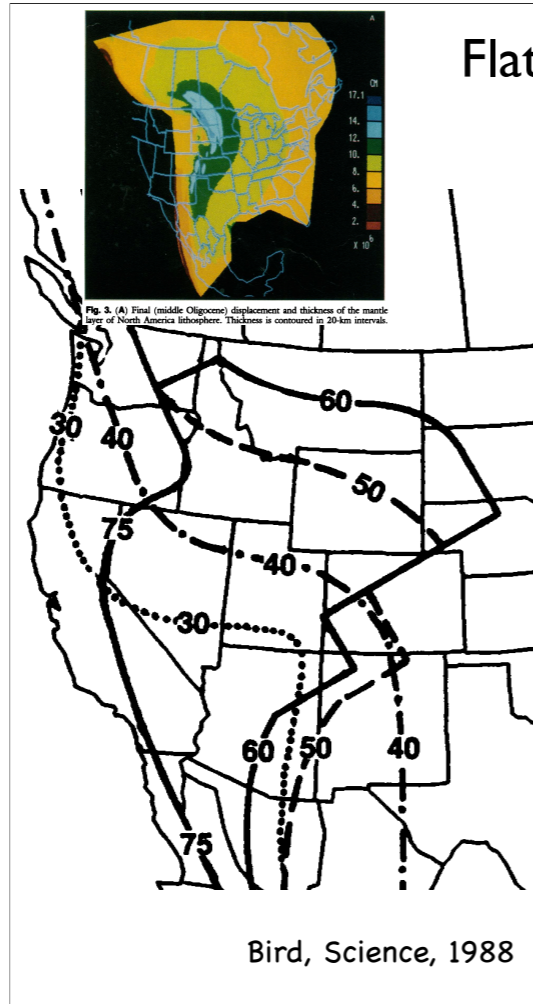 A
Flat
CM
17.1
14.
12.
10.
8.
6.
4.
2.
X 10⁶
Fig. 3. (A) Final (middle Oligocene) displacement and thickness of the mantle
layer of North America lithosphere. Thickness is contoured in 20-km intervals.
60
30
40
50
75
40
30
60
50
40
75
Bird, Science, 1988